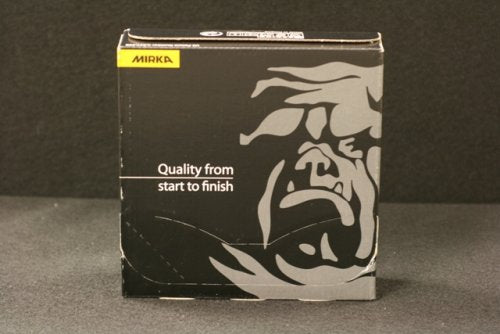 MIRKA
Quality from
start to finish